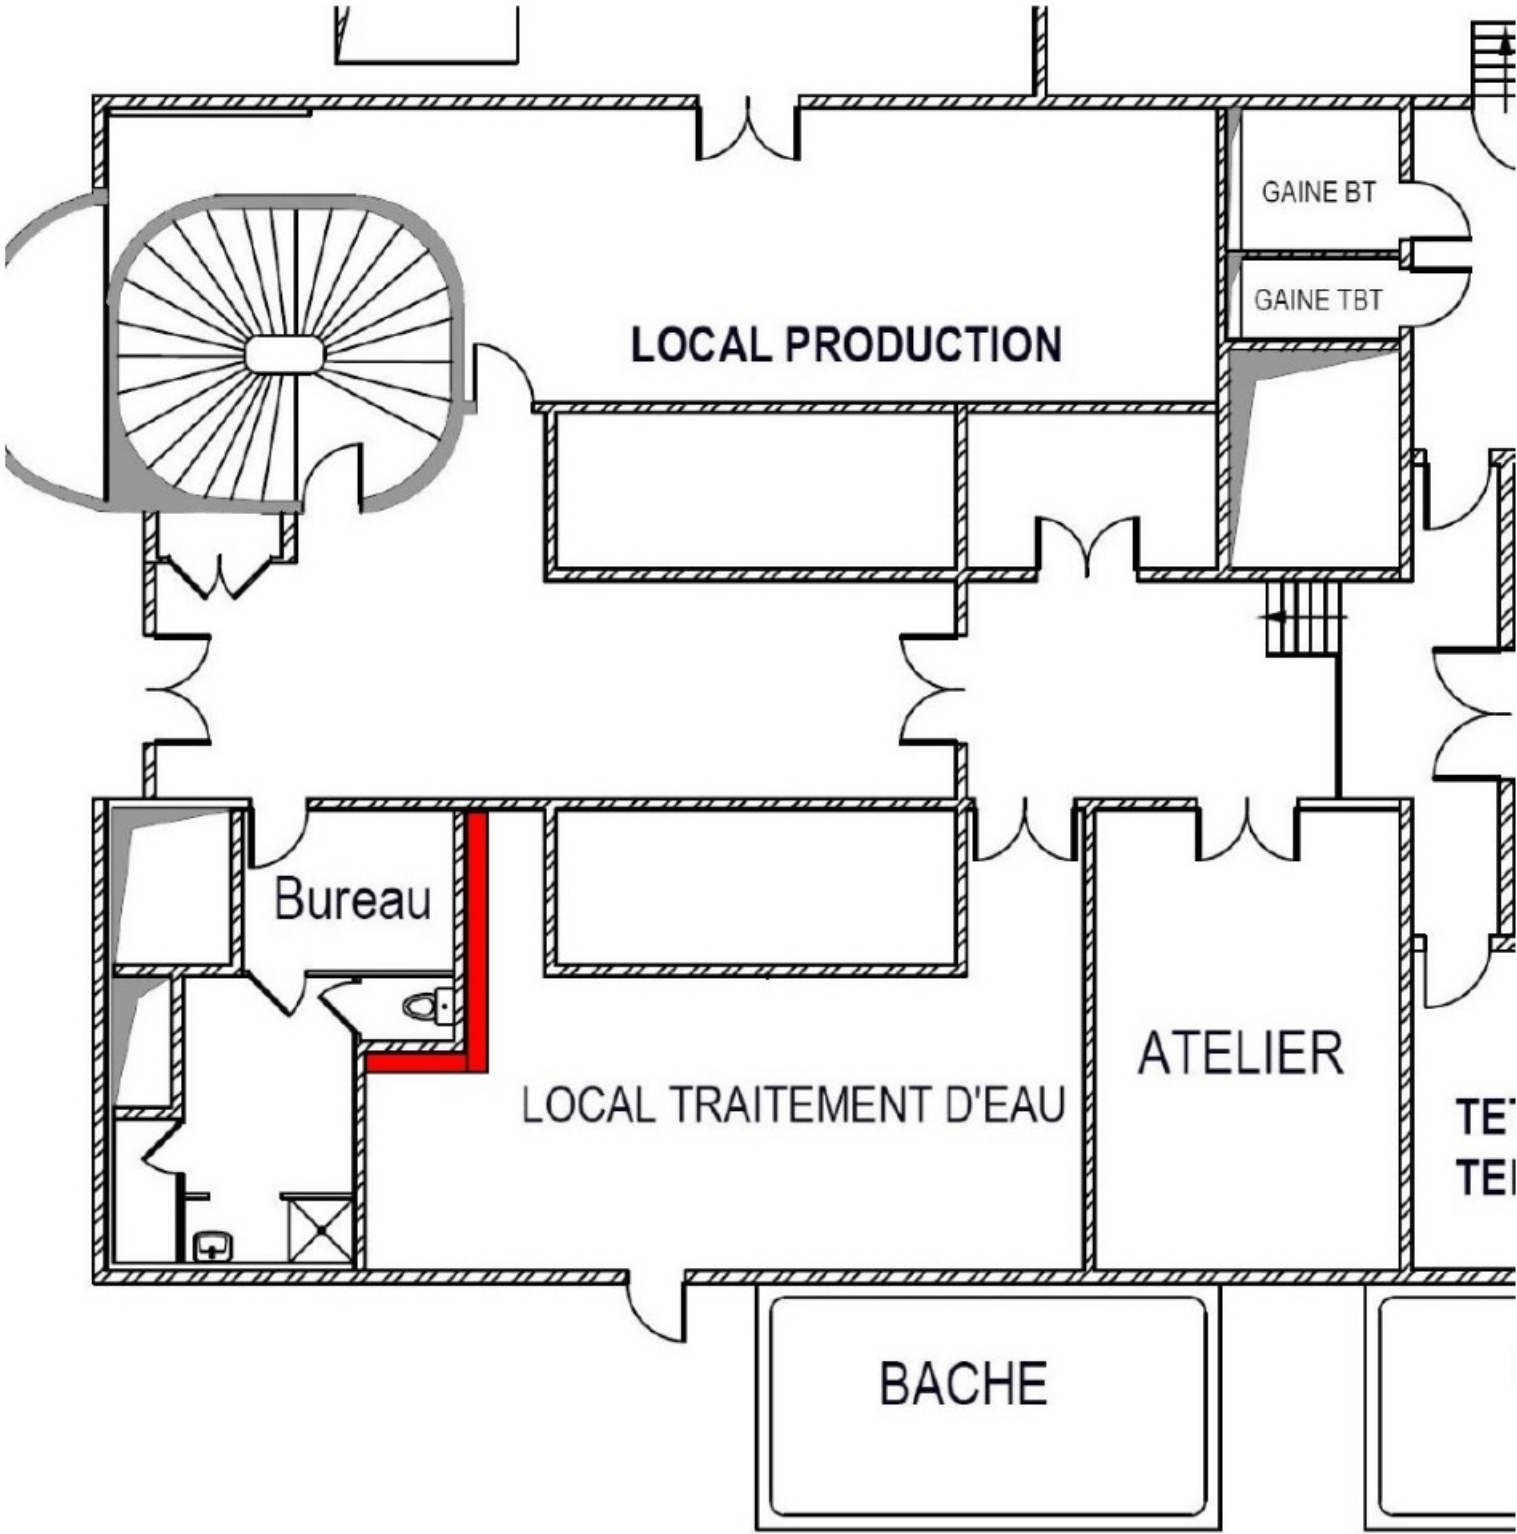 GAINE BT
GAINE TBT
LOCAL PRODUCTION
Bureau
ATELIER
LOCAL TRAITEMENT D'EAU
BACHE